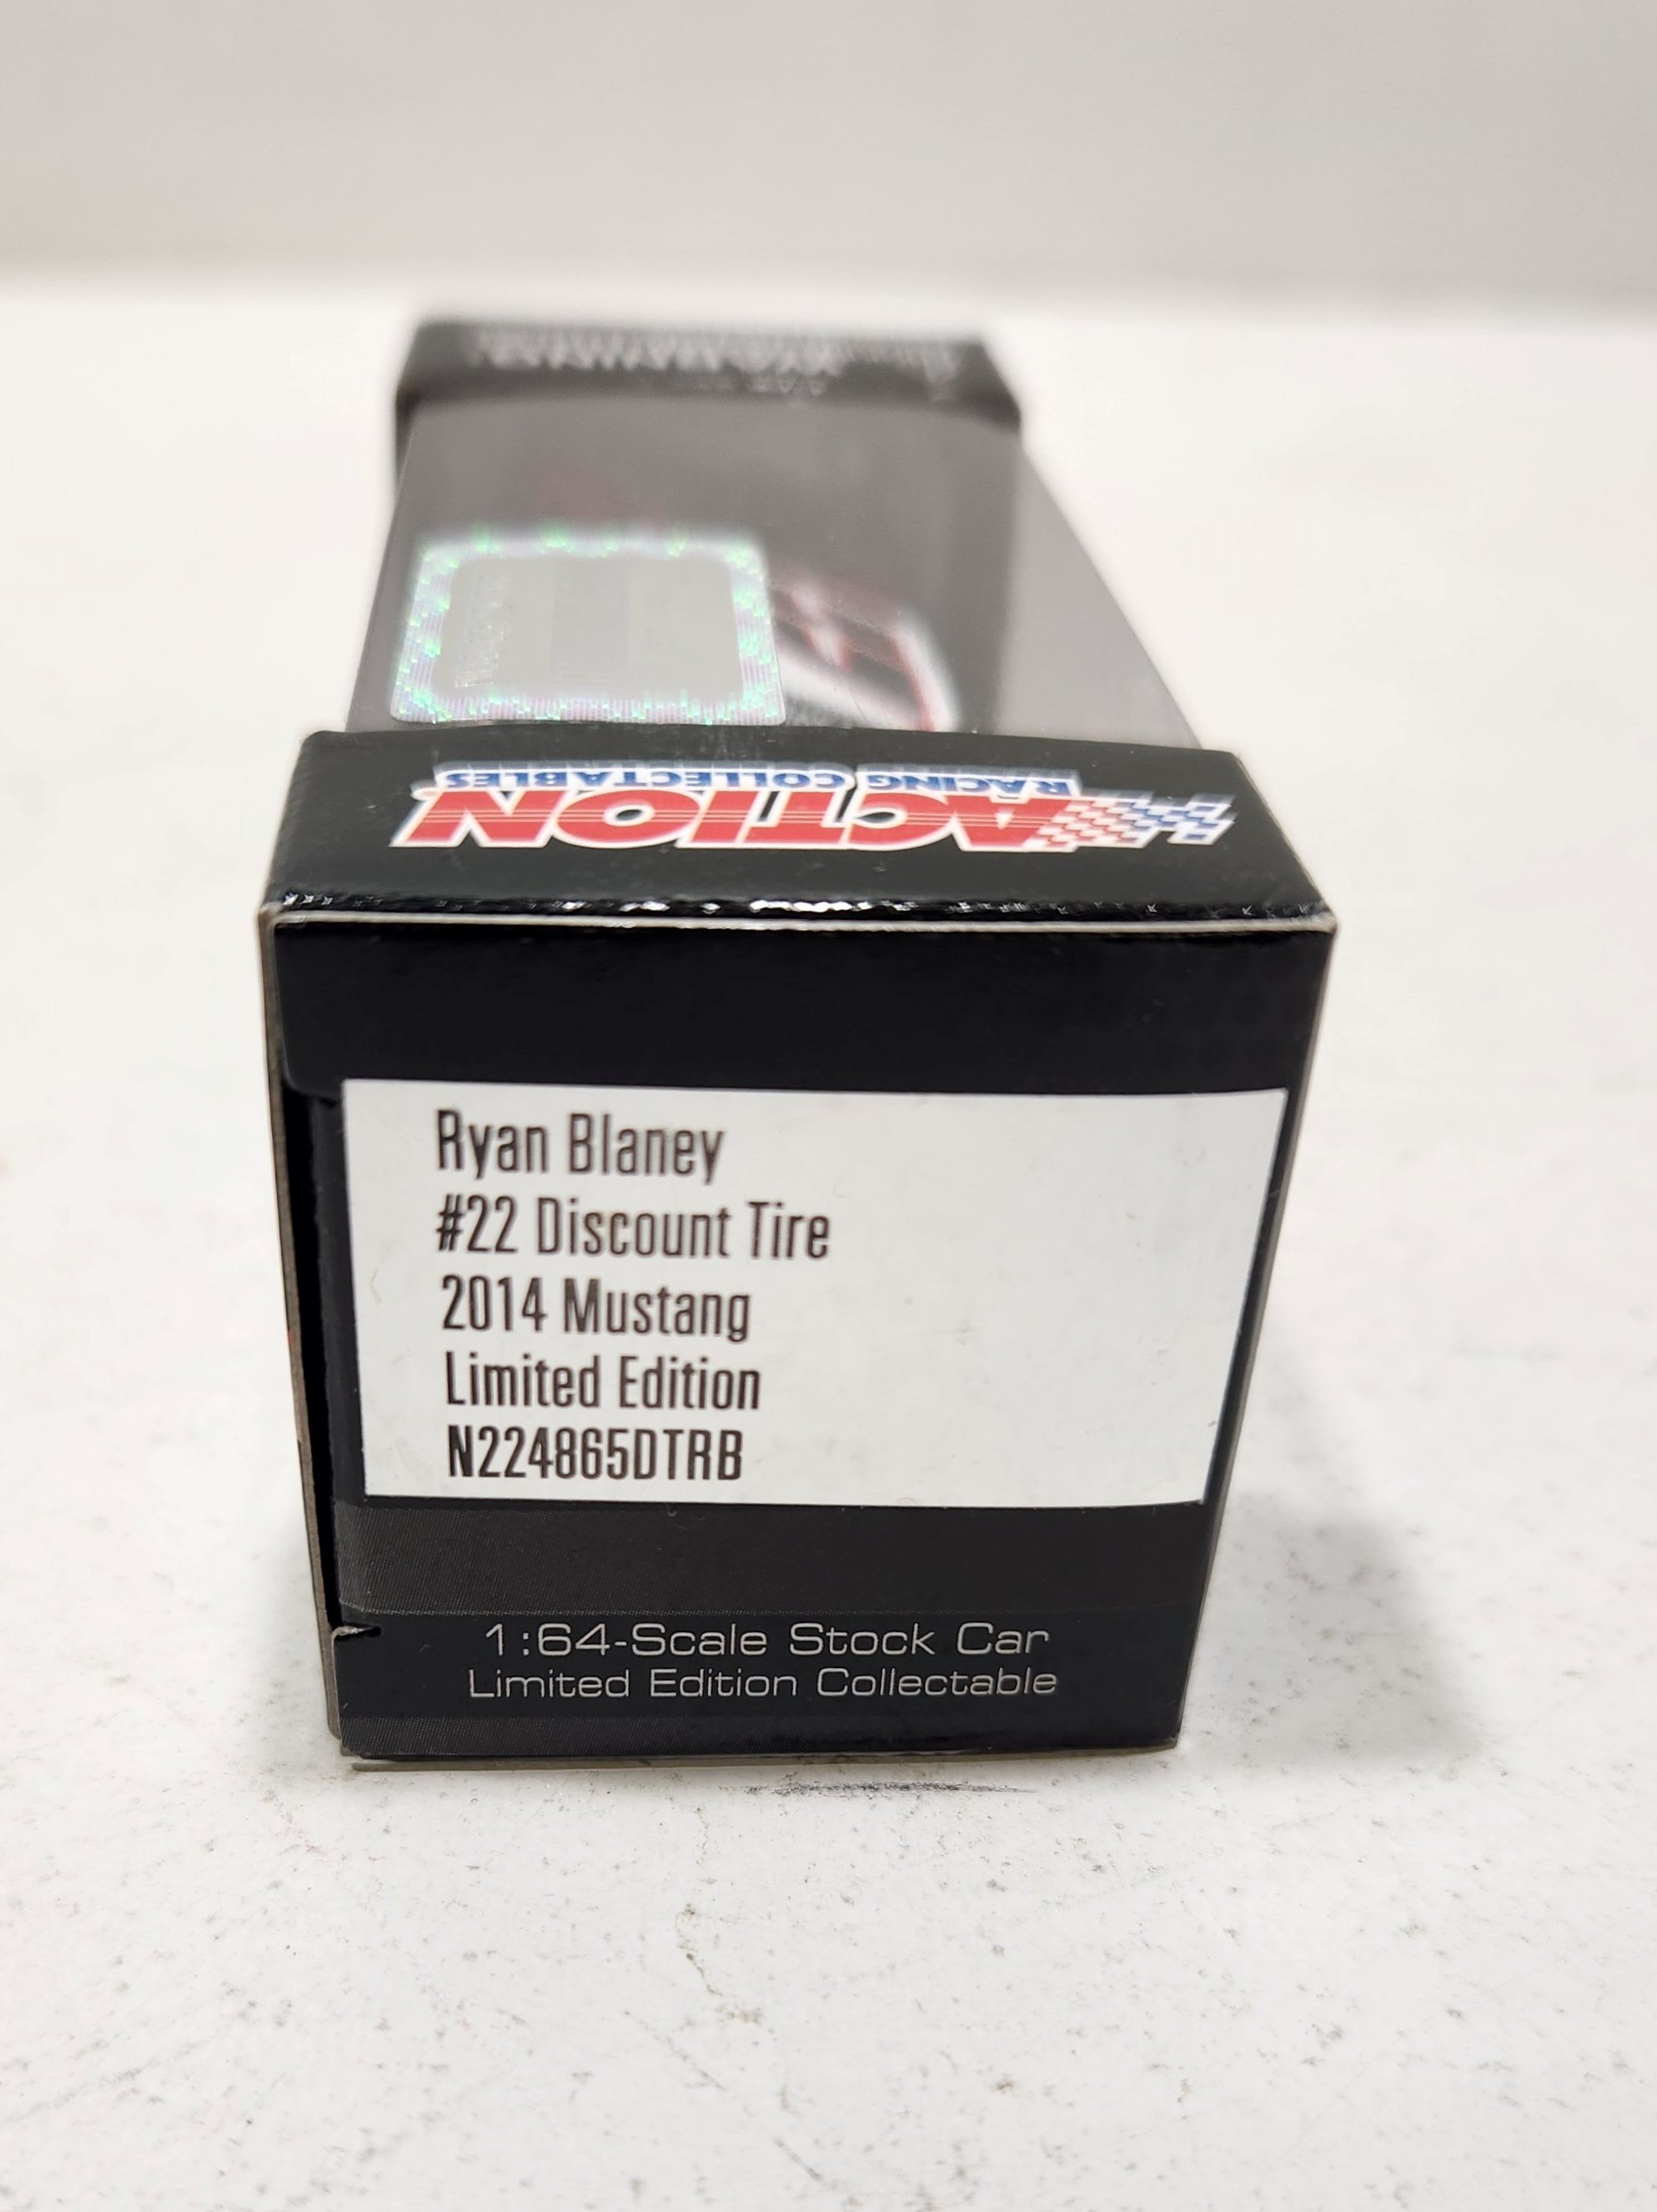 RACING COLLECTABLES
ACTION
Ryan Blaney
#22 Discount Tire
2014 Mustang
Limited Edition
N224865DTRB
1:64-Scale Stock Car
Limited Edition Collectable